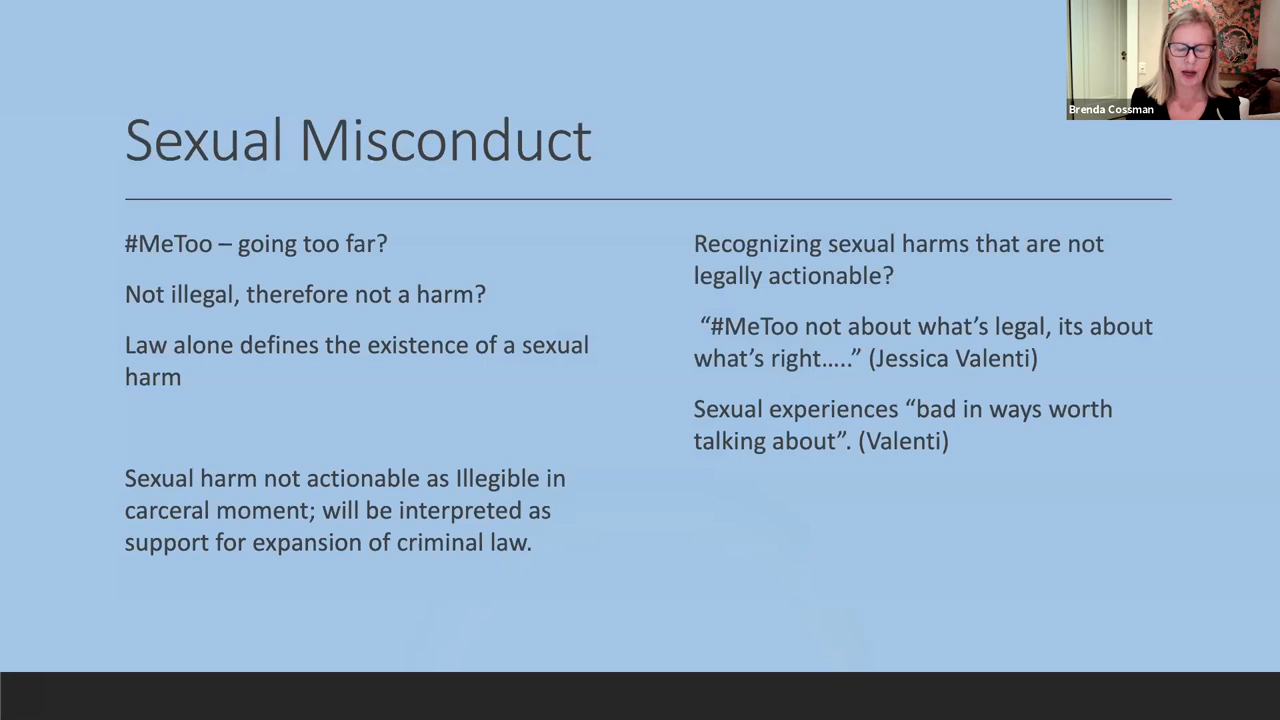 Brenda Cossman
Sexual Misconduct
#MeToo – going too far?
Not illegal, therefore not a harm?
Law alone defines the existence of a sexual
harm
Sexual harm not actionable as Illegible in
carceral moment; will be interpreted as
support for expansion of criminal law.
Recognizing sexual harms that are not
legally actionable?
“#MeToo not about what’s legal, its about
what’s right…..” (Jessica Valenti)
Sexual experiences “bad in ways worth
talking about”. (Valenti)